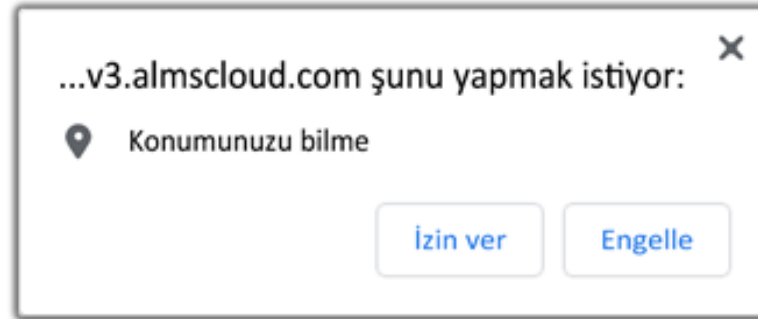 ...v3.almscloud.com şunu yapmak istiyor:
Konumunuzu bilme
İzin ver Engelle